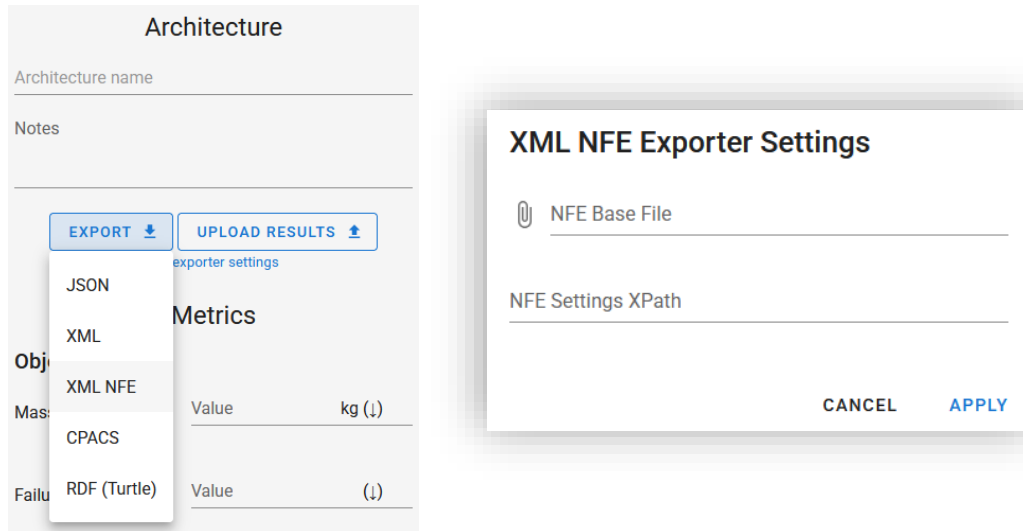 Architecture
Architecture name
Notes
EXPORT
UPLOAD RESULTS
exporter settings
JSON
XML
XML NFE
CPACS
RDF (Turtle)
Metrics
Obj
Mas
Value
kg (↓)
Failu
Value
(↓)
XML NFE Exporter Settings
NFE Base File
NFE Settings XPath
CANCEL APPLY